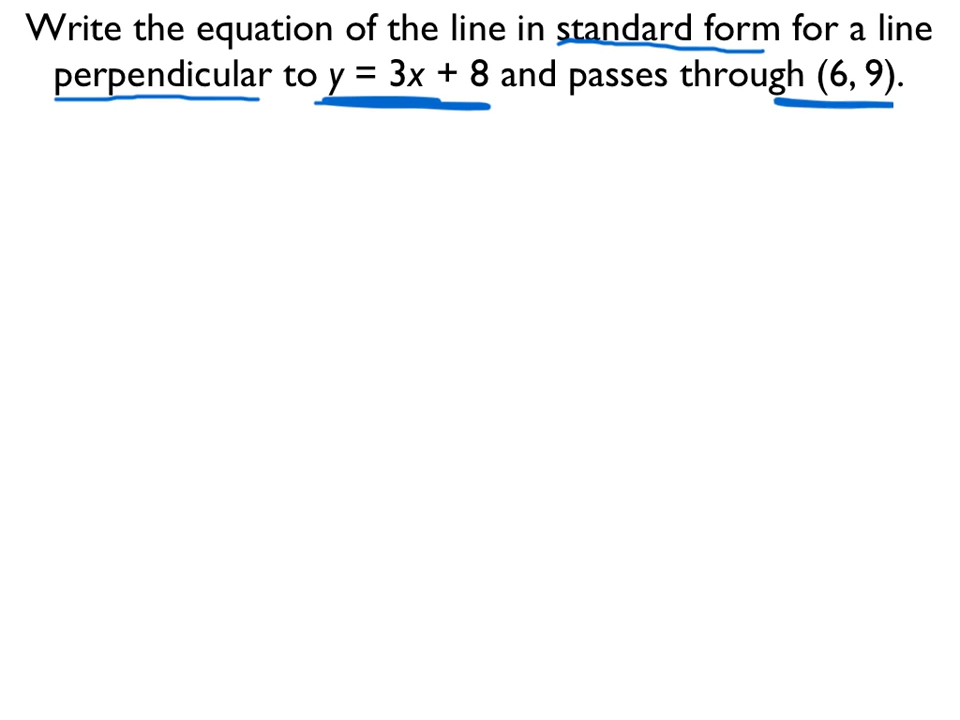 Write the equation of the line in standard form for a line
perpendicular to y = 3x + 8 and passes through (6, 9).